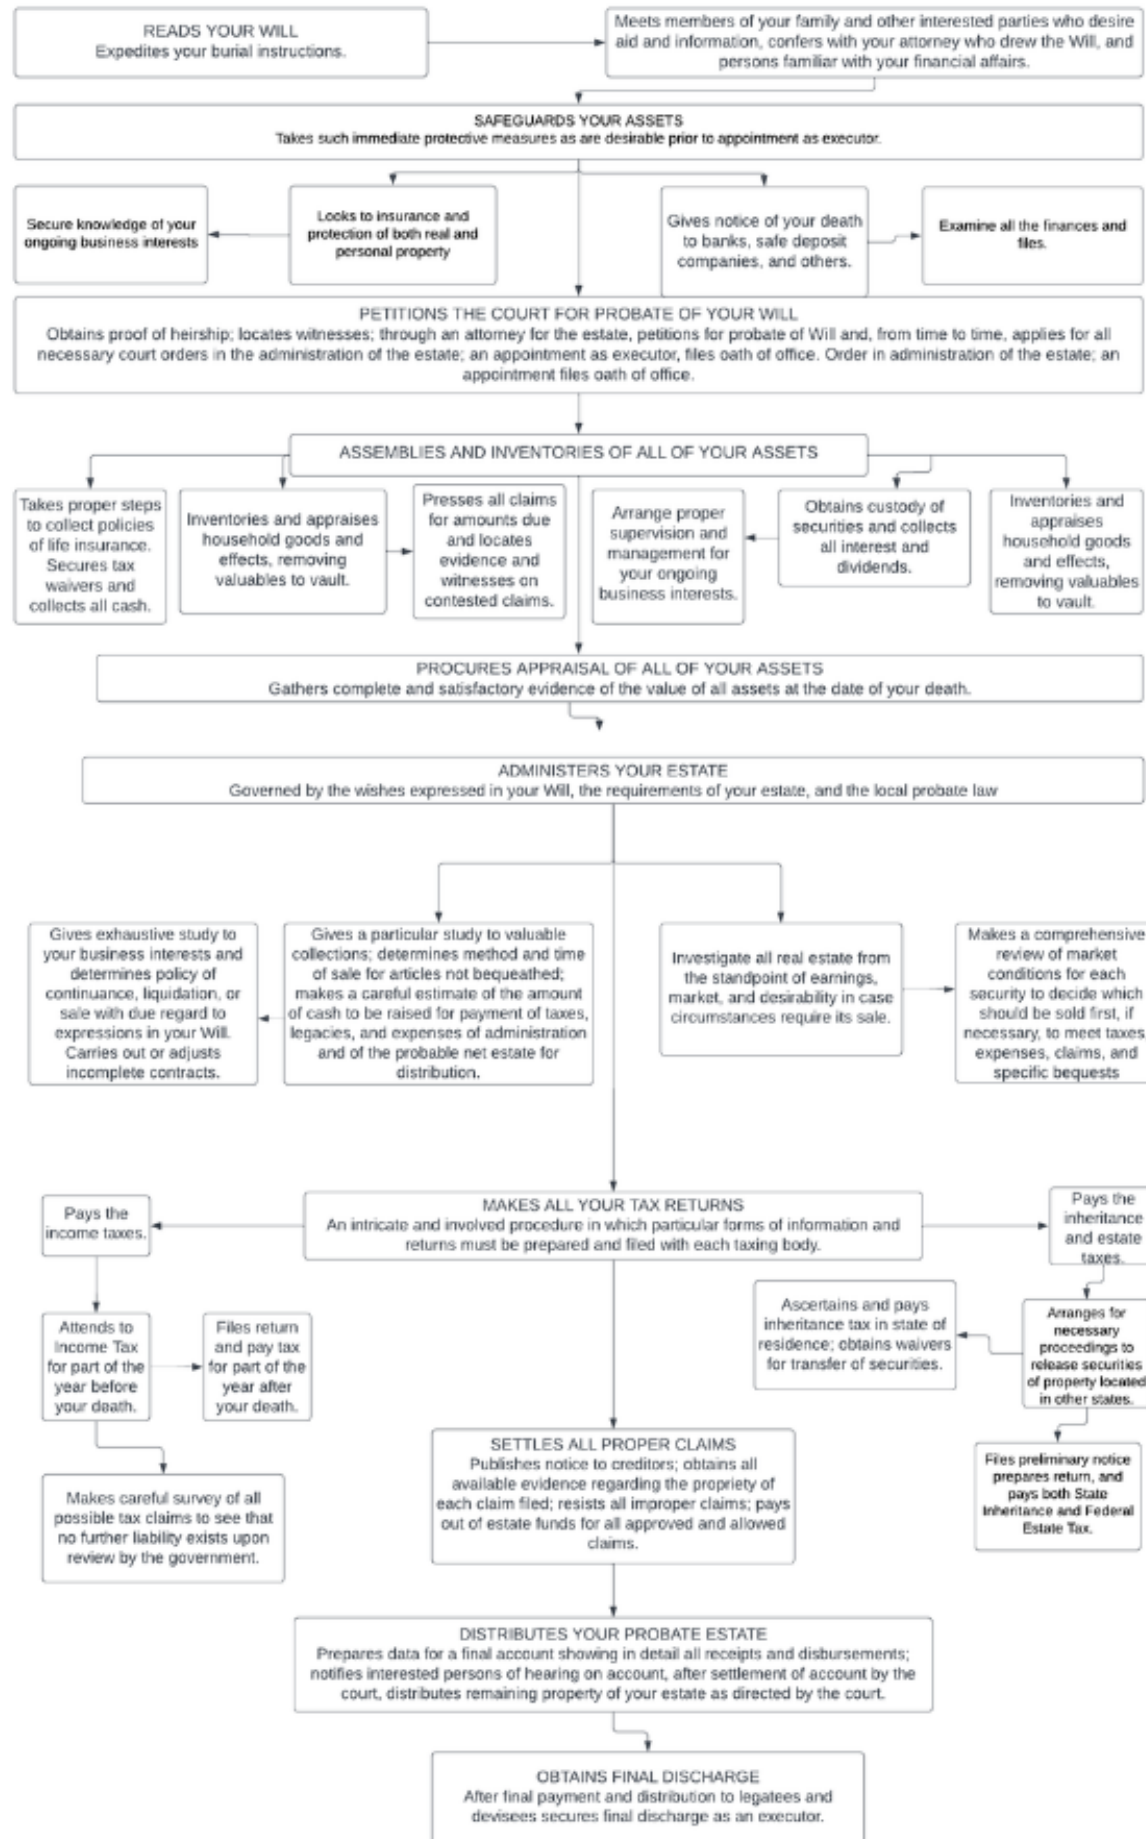 READS YOUR WILL
Expedites your burial instructions.
Meets members of your family and other interested parties who desire
aid and information, confers with your attorney who drew the Will, and
persons familiar with your financial affairs.
SAFEGUARDS YOUR ASSETS
Takes such immediate protective measures as are desirable prior to appointment as executor.
Secure knowledge of your
ongoing business interests
Looks to insurance and
protection of both real and
personal property
Gives notice of your death
to banks, safe deposit
companies, and others.
Examine all the finances and
files.
PETITIONS THE COURT FOR PROBATE OF YOUR WILL
Obtains proof of heirship; locates witnesses; through an attorney for the estate, petitions for probate of Will and, from time to time, applies for all
necessary court orders in the administration of the estate; an appointment as executor, files oath of office. Order in administration of the estate; an
appointment files oath of office.
ASSEMBLIES AND INVENTORIES OF ALL OF YOUR ASSETS
Takes proper steps
to collect policies
of life insurance.
Secures tax
waivers and
collects all cash.
Inventories and appraises
household goods and
effects, removing
valuables to vault.
Presses all claims
for amounts due
and locates
evidence and
witnesses on
contested claims.
Arrange proper
supervision and
management for
your ongoing
business interests.
Obtains custody of
securities and collects
all interest and
dividends.
Inventories and
appraises
household goods
and effects,
removing valuables
to vault.
PROCURES APPRAISAL OF ALL OF YOUR ASSETS
Gathers complete and satisfactory evidence of the value of all assets at the date of your death.
ADMINISTERS YOUR ESTATE
Governed by the wishes expressed in your Will, the requirements of your estate, and the local probate law
Gives exhaustive study to
your business interests and
determines policy of
continuance, liquidation, or
sale with due regard to
expressions in your Will.
Carries out or adjusts
incomplete contracts.
Gives a particular study to valuable
collections; determines method and time
of sale for articles not bequeathed;
makes a careful estimate of the amount
of cash to be raised for payment of taxes,
legacies, and expenses of administration
and of the probable net estate for
distribution.
Investigate all real estate from
the standpoint of earnings,
market, and desirability in case
circumstances require its sale.
Makes a comprehensive
review of market
conditions for each
security to decide which
should be sold first, if
necessary, to meet taxes
expenses, claims, and
specific bequests
MAKES ALL YOUR TAX RETURNS
An intricate and involved procedure in which particular forms of information and
returns must be prepared and filed with each taxing body.
Pays the
income taxes.
Pays the
inheritance
and estate
taxes.
Attends to
Income Tax
for part of the
year before
your death.
Files return
and pay tax
for part of the
year after
your death.
Ascertains and pays
inheritance tax in state of
residence; obtains waivers
for transfer of securities.
Arranges for
necessary
proceedings to
release securities
of property located
in other states.
Makes careful survey of all
possible tax claims to see that
no further liability exists upon
review by the government.
SETTLES ALL PROPER CLAIMS
Publishes notice to creditors; obtains all
available evidence regarding the propriety of
each claim filed; resists all improper claims; pays
out of estate funds for all approved and allowed
claims.
Files preliminary notice
prepares return, and
pays both State
Inheritance and Federal
Estate Tax.
DISTRIBUTES YOUR PROBATE ESTATE
Prepares data for a final account showing in detail all receipts and disbursements;
notifies interested persons of hearing on account, after settlement of account by the
court, distributes remaining property of your estate as directed by the court.
OBTAINS FINAL DISCHARGE
After final payment and distribution to legatees and
devisees secures final discharge as an executor.